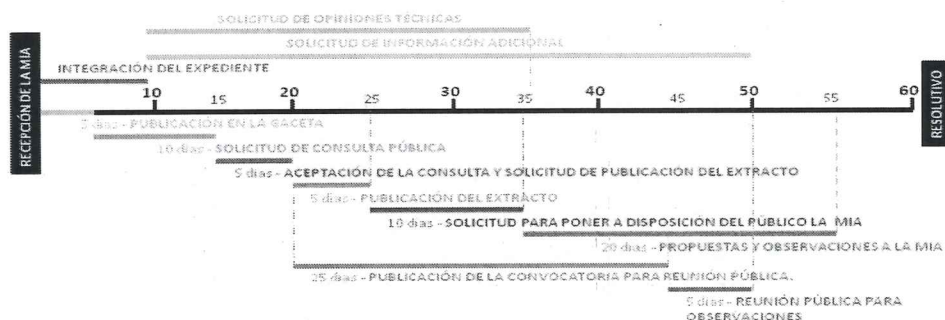 SOLICITUD DE OPINIONES TÉCNICAS
SOLICITUD DE INFORMACIÓN ADICIONAL
RECEPCIÓN DE LA MIA
INTEGRACIÓN DEL EXPEDIENTE
10 15 20 25 30 35 40 45 50 55 60
RESOLUTIVO
5 días - PUBLICACIÓN EN LA GACETA
10 días - SOLICITUD DE CONSULTA PÚBLICA
5 días - ACEPTACIÓN DE LA CONSULTA Y SOLICITUD DE PUBLICACIÓN DEL EXTRACTO
5 días - PUBLICACIÓN DEL EXTRACTO
10 días - SOLICITUD PARA PONER A DISPOSICIÓN DEL PÚBLICO LA MIA
20 días - PROPUESTAS Y OBSERVACIONES A LA MIA
25 días - PUBLICACIÓN DE LA CONVOCATORIA PARA REUNIÓN PÚBLICA.
5 días - REUNIÓN PÚBLICA PARA
OBSERVACIONES